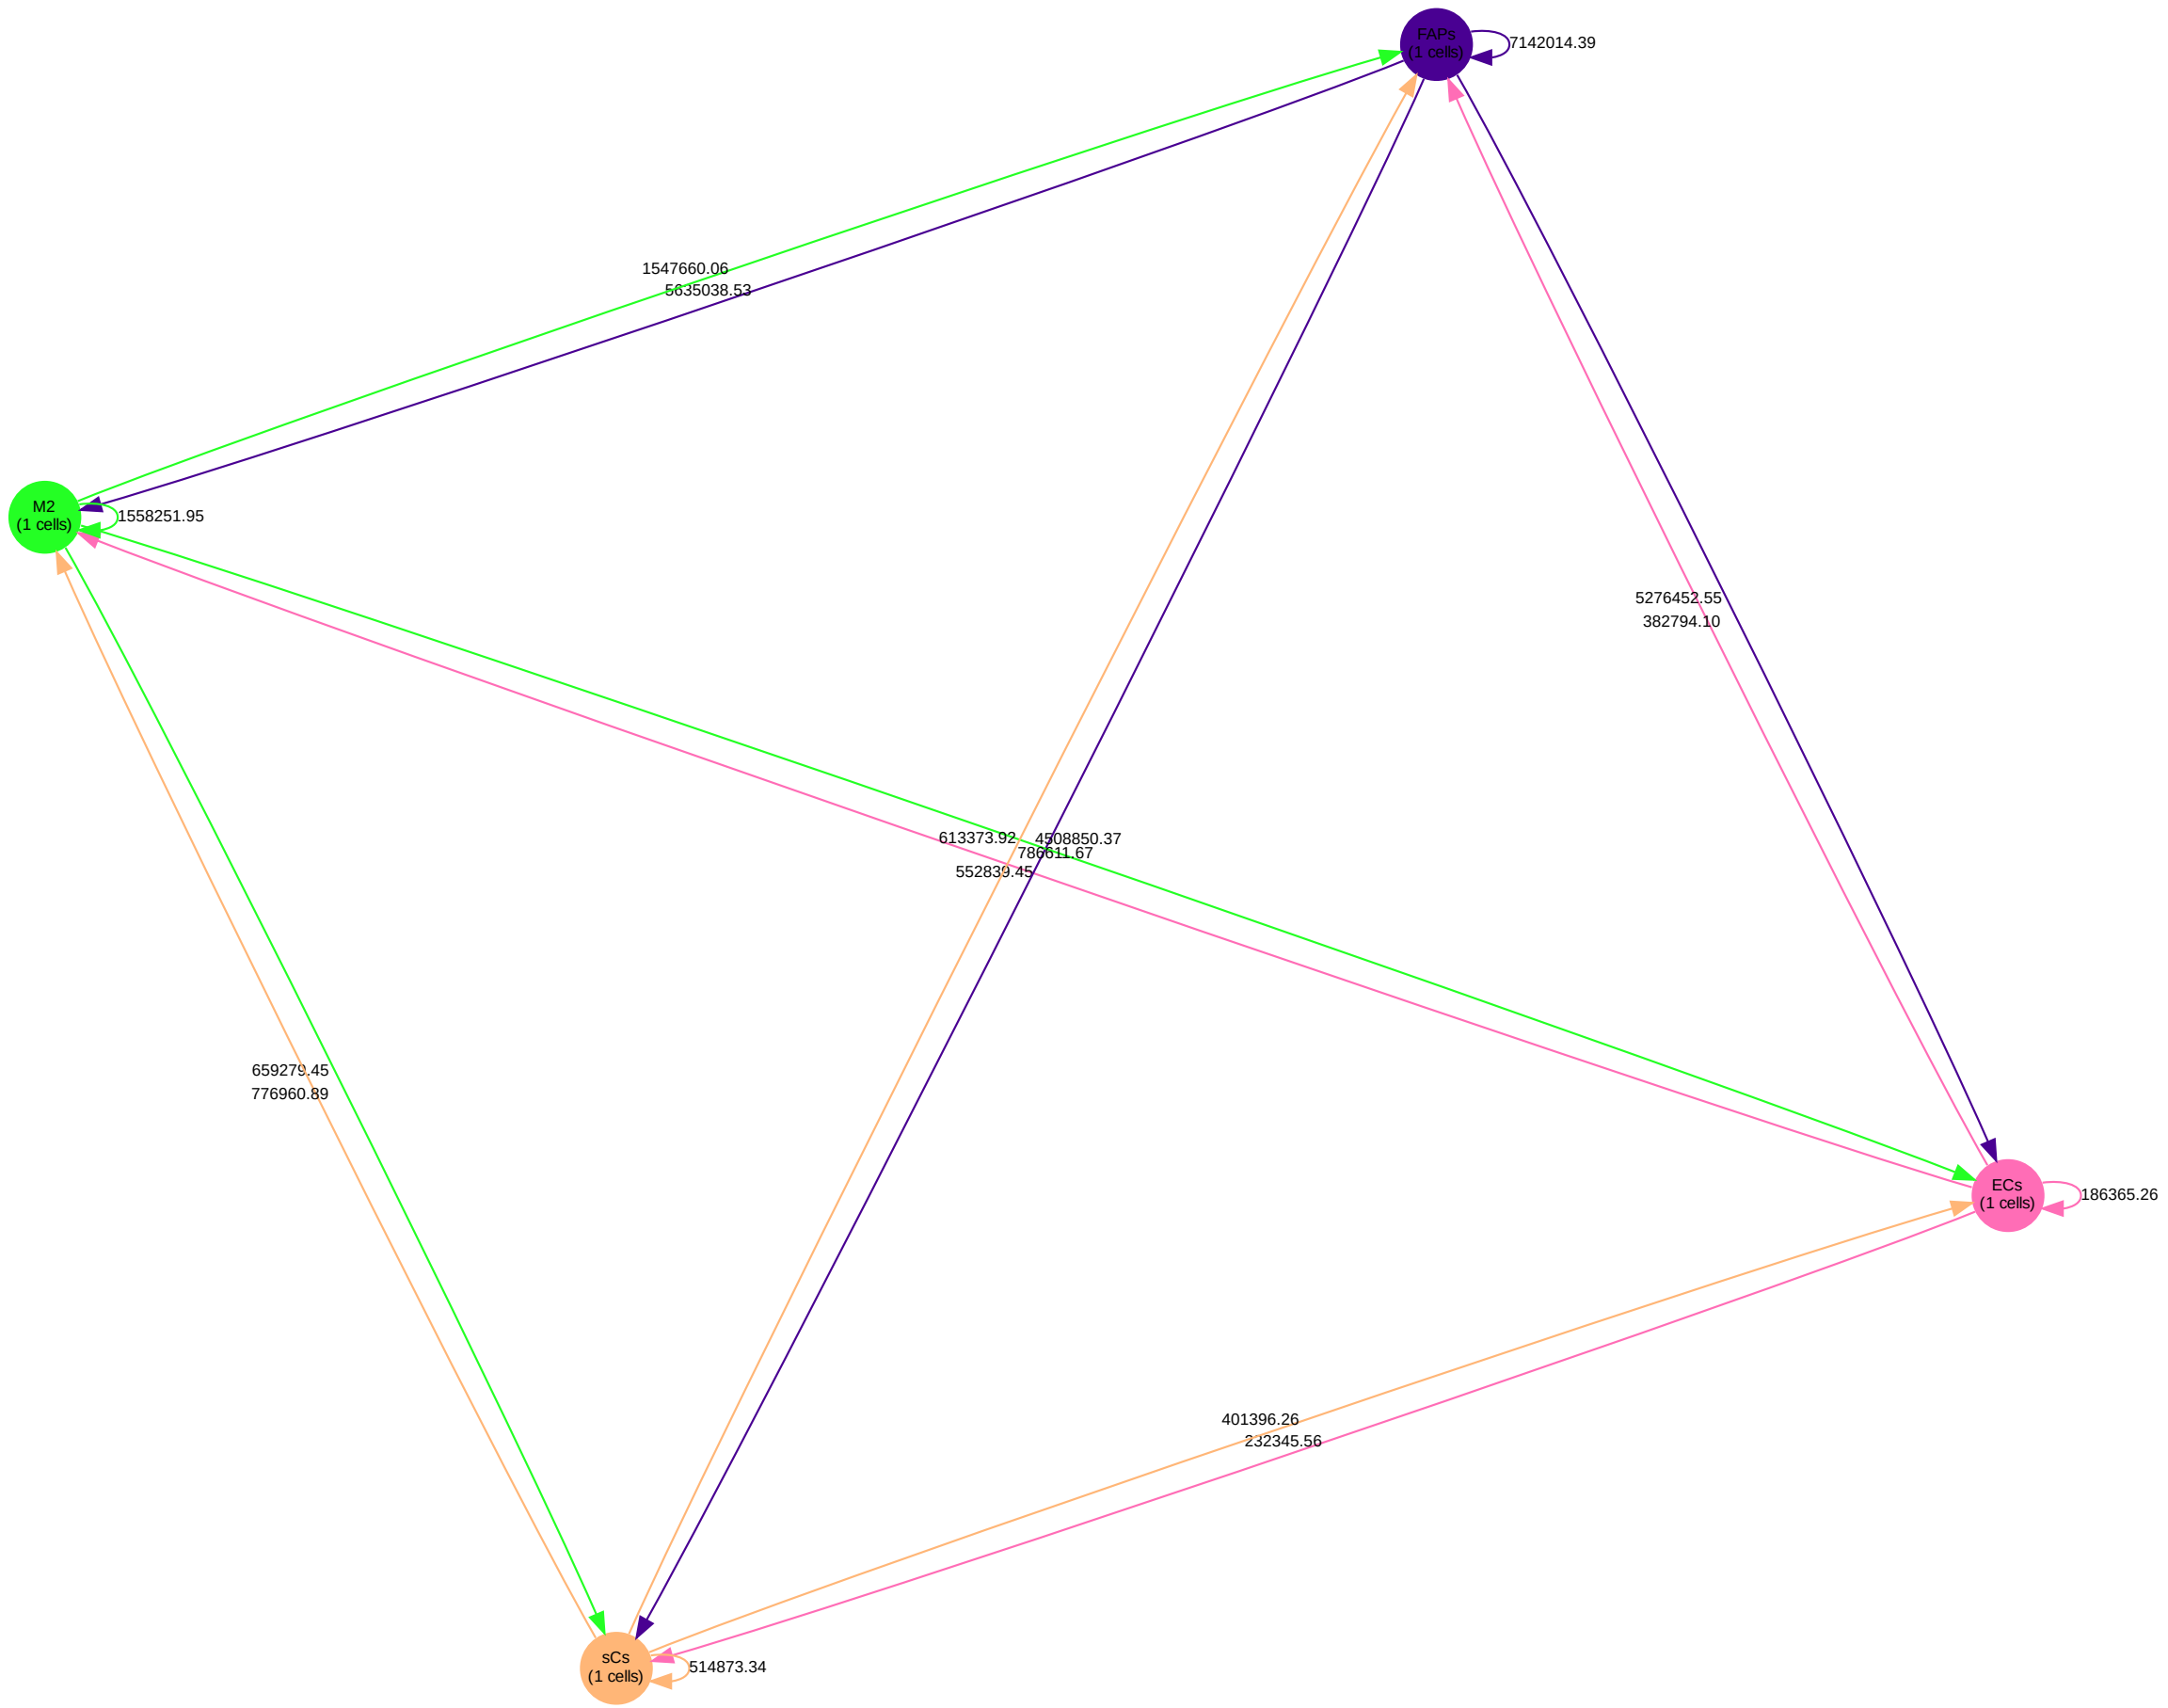 FAPs
(1 cells)
7142014.39
1547660.06
5635038.53
M2
(1 cells)
1558251.95
5276452.55
382794.10
613373.92
4508850.37
786611.67
552839.45
659279.45
776960.89
ECs
(1 cells)
186365.26
401396.26
232345.56
sCs
(1 cells)
514873.34